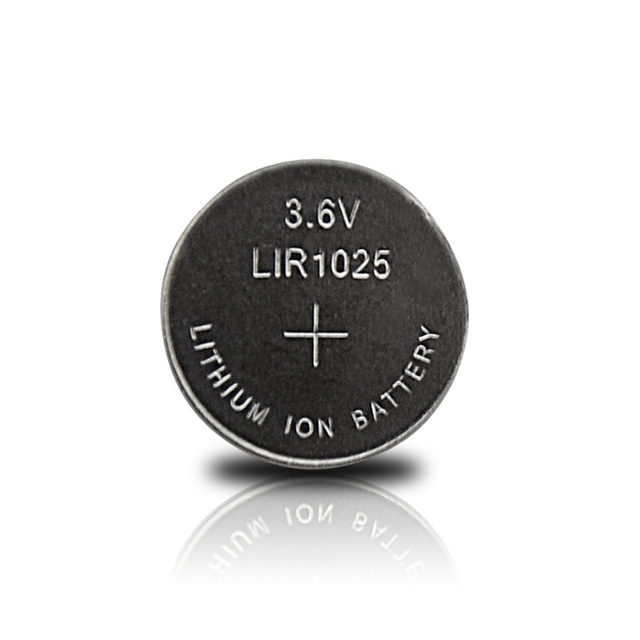 3.6V
LIR1025
+
LITHIUM ION BATTERY